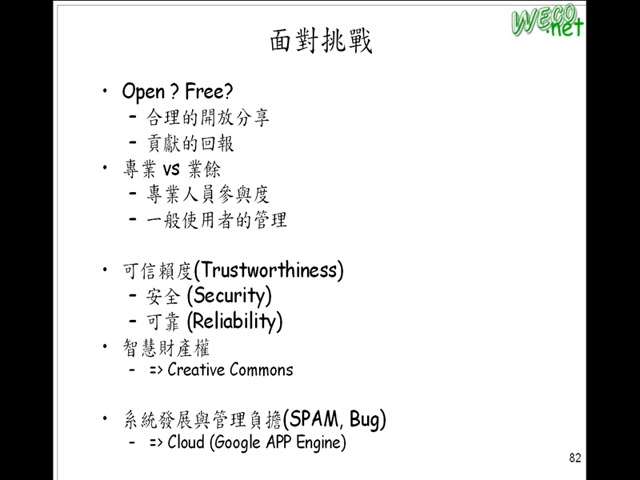 WECO
.net
面對挑戰
• Open ? Free?
– 合理的開放分享
– 貢獻的回報
• 專業 vs 業餘
– 專業人員參與度
– 一般使用者的管理
• 可信賴度(Trustworthiness)
– 安全 (Security)
– 可靠 (Reliability)
• 智慧財產權
– => Creative Commons
• 系統發展與管理負擔(SPAM, Bug)
– => Cloud (Google APP Engine)
82